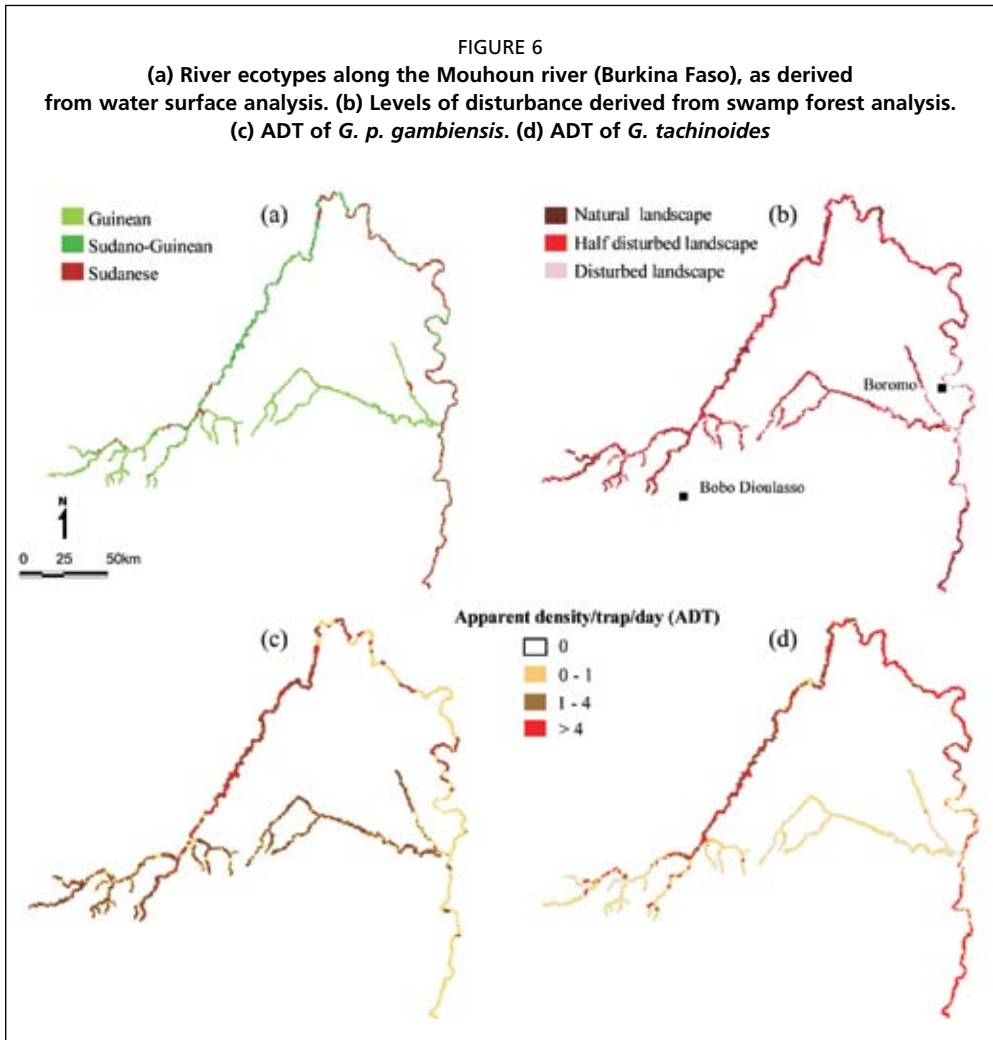 FIGURE 6
(a) River ecotypes along the Mouhoun river (Burkina Faso), as derived
from water surface analysis. (b) Levels of disturbance derived from swamp forest analysis.
(c) ADT of G. p. gambiensis. (d) ADT of G. tachinoides
(a)
Guinean
Sudano-Guinean
Sudanese
N
0 25 50km
(b)
Natural landscape
Half disturbed landscape
Disturbed landscape
Boromo
Bobo Dioulasso
(c)
Apparent density/trap/day (ADT)
0
0 - 1
1 - 4
> 4
(d)